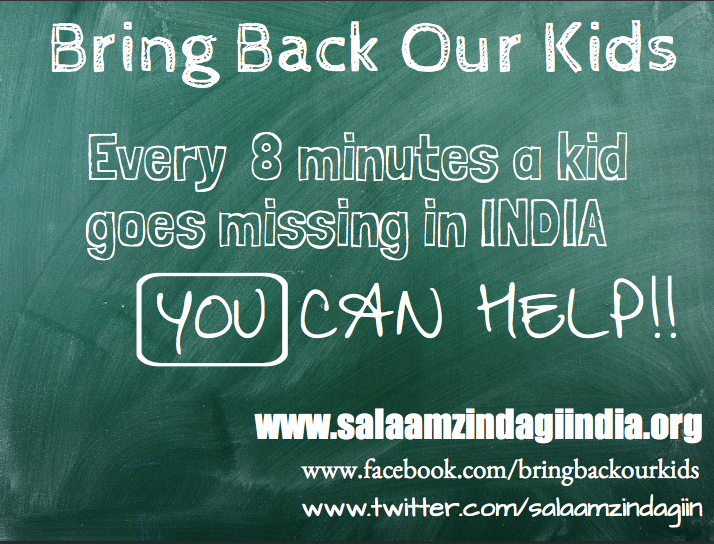 Bring Back Our Kids
Every 8 minutes a kid
goes missing in INDIA
YOU CAN HELP!!
www.salaamzindagiindia.org
www.facebook.com/bringbackourkids
www.twitter.com/salaamzindagiin